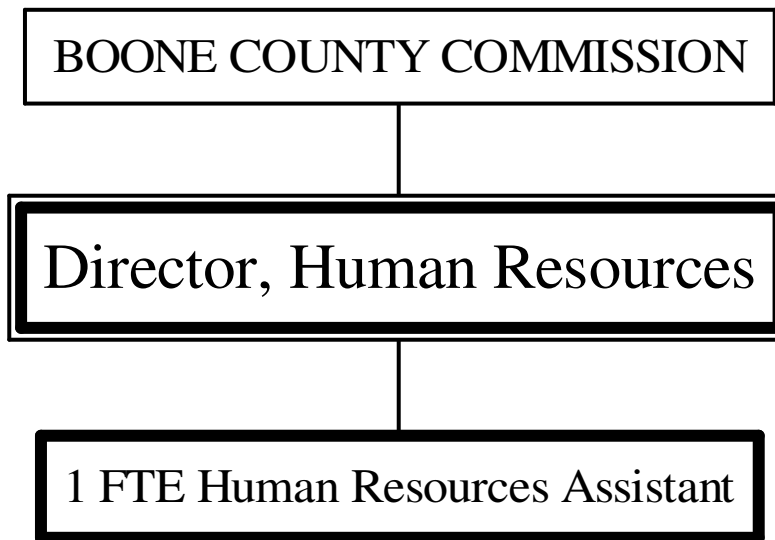 BOONE COUNTY COMMISSION
Director, Human Resources
1 FTE Human Resources Assistant